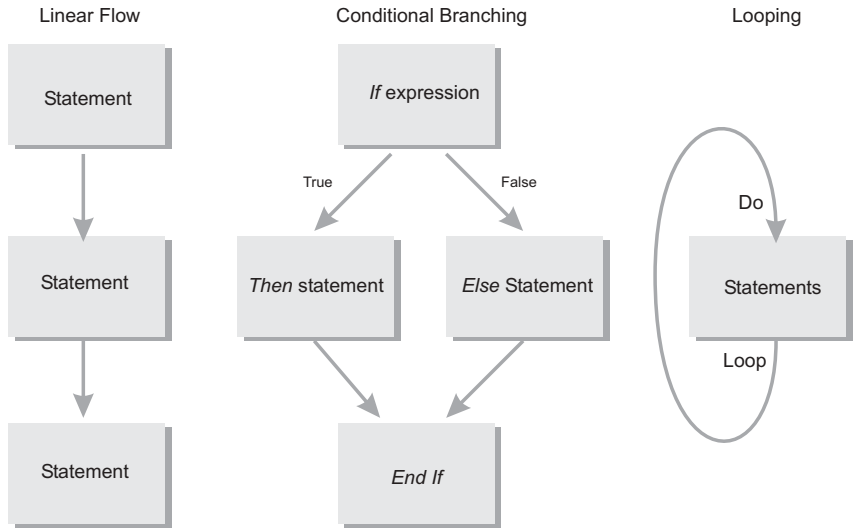 Linear Flow
Statement
Statement
Statement
Conditional Branching
If expression
True
False
Then statement
Else Statement
End If
Looping
Do
Statements
Loop